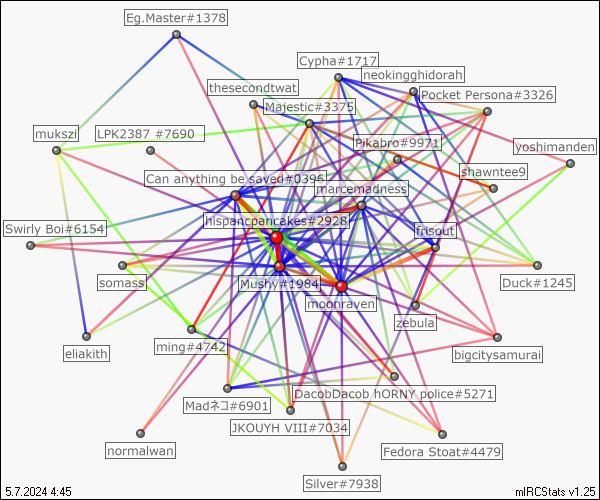 Eg.Master#1378
Cypha#1717
neokingghidorah
thesecondtwat
Pocket Persona#3326
Majestic#3375
mukszi
LPK2387 #7690
Pikabro#9971
yoshimanden
shawntee9
Can anything be saved#0396
marcemadness
hispancpancakes#2928
Swirly Boi#6154
frisout
somass
Mushy#1984
Duck#1245
moonraven
zebula
eliakith
ming#4742
bigcitysamurai
DacobDacob hORNY police#5271
Madネコ#6901
JKOUYH VIII#7034
normalwan
Fedora Stoat#4479
Silver#7938
5.7.2024 4:45
mIRCStats v1.25